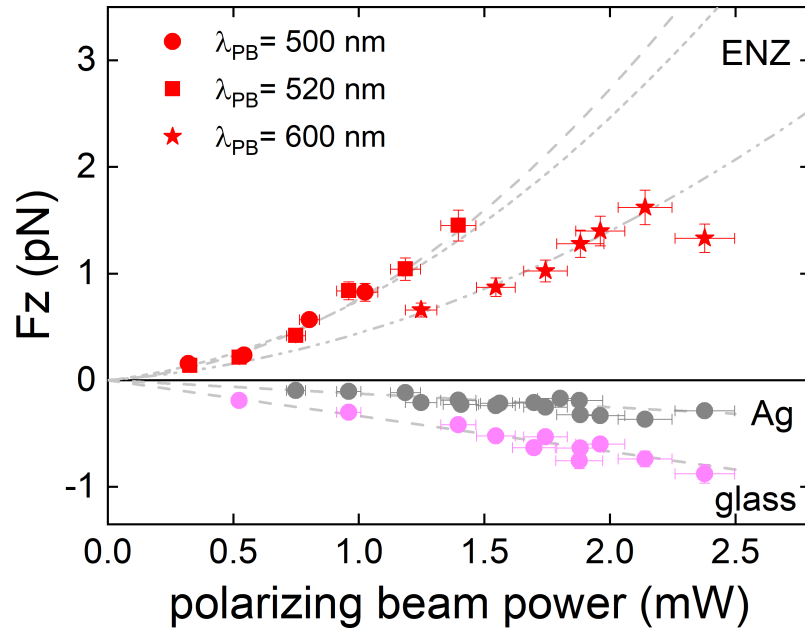 λPB= 500 nm
λPB= 520 nm
λPB= 600 nm
ENZ
Ag
glass
3
2
1
0
-1
Fz (pN)
0.0 0.5 1.0 1.5 2.0 2.5
polarizing beam power (mW)